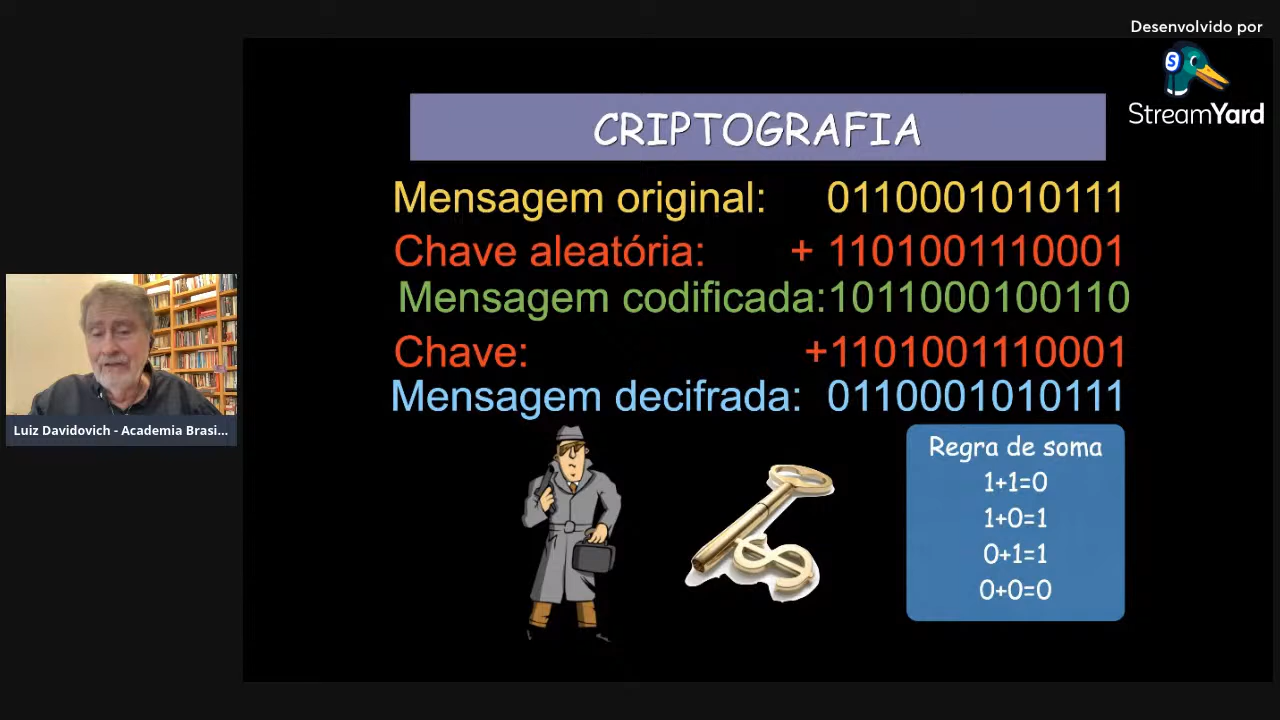 Desenvolvido por
StreamYard
CRIPTOGRAFIA
Mensagem original: 0110001010111
Chave aleatória: + 1101001110001
Mensagem codificada:1011000100110
Chave: +1101001110001
Mensagem decifrada: 0110001010111
Luiz Davidovich - Academia Brasi...
Regra de soma
1+1=0
1+0=1
0+1=1
0+0=0